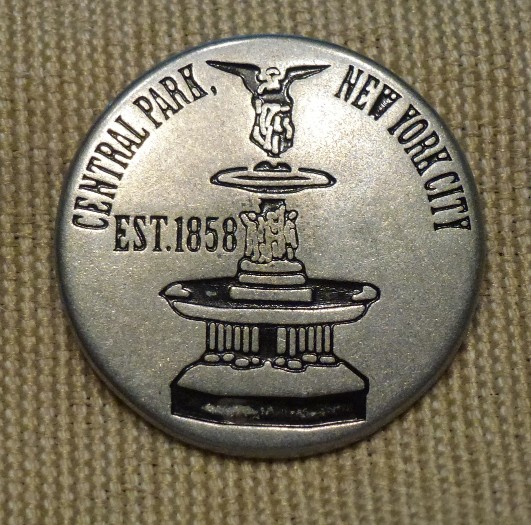 CENTRAL PARK, NEW YORK CITY
EST. 1858